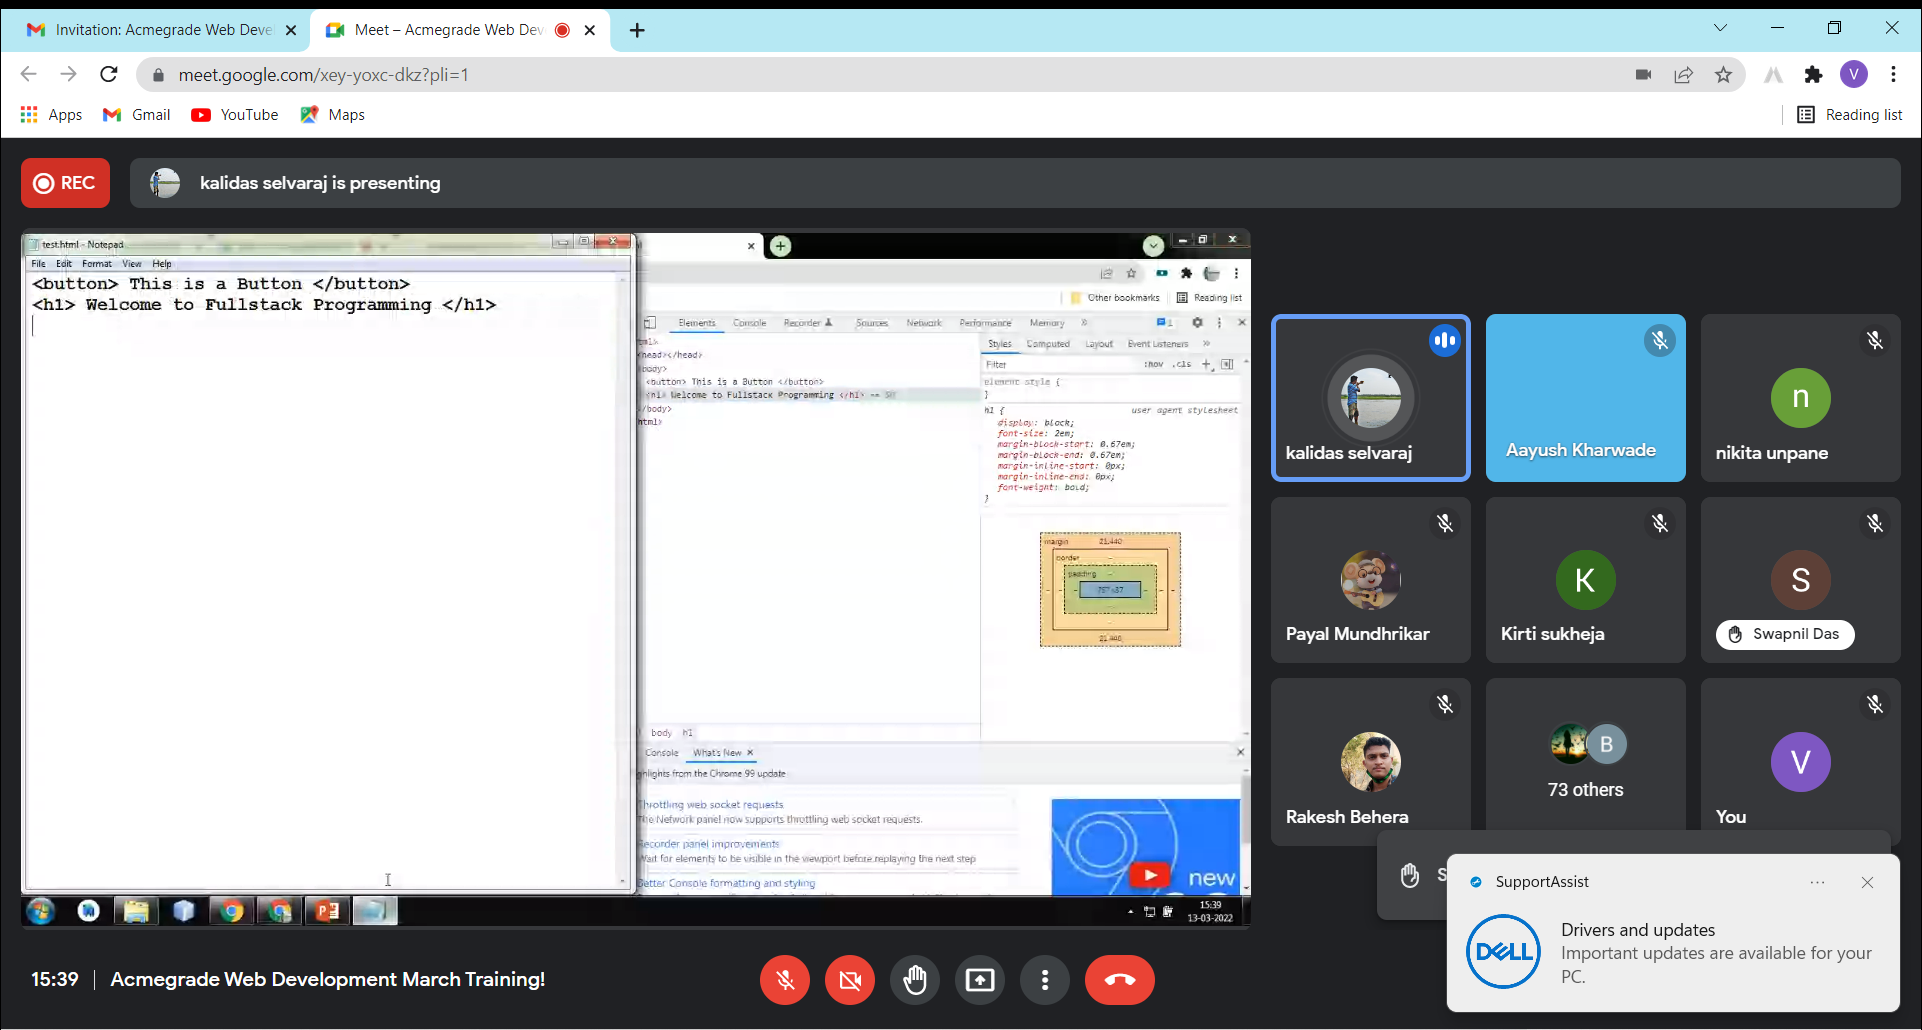 Invitation: Acmegrade Web Deve
Meet – Acmegrade Web Dev
meet.google.com/xey-yoxc-dkz?pli=1
V
Apps
Gmail
YouTube
Maps
Reading list
REC
kalidas selvaraj is presenting
test.html - Notepad
File Edit Format View Help
<button> This is a Button </button>
<h1> Welcome to Fullstack Programming </h1>
Other bookmarks
Reading list
Elements Console Recorder Sources Network Performance Memory » 1
<head></head>
<button> This is a Button </button>
<h1> Welcome to Fullstack Programming </h1> == $0
</body>
html>
Styles Computed Layout Event Listeners »
Filter :hov .cls +
element style {
}
h1 { user agent stylesheet
display: block;
font-size: 2em;
margin-block-start: 0.67em;
margin-block-end: 0.67em;
margin-inline-start: 0px;
margin-inline-end: 0px;
font-weight: bold;
}
margin 21.440
border -
padding -
21.440
body h1
Console What's New
hlights from the Chrome 99 update
Throttling web socket requests
The Network panel now supports throttling web socket requests.
Recorder panel improvements
Wait for elements to be visible in the viewport before replaying the next step
Better Console formatting and styling
new
15:39
13-03-2022
kalidas selvaraj
Aayush Kharwade
n
nikita unpane
Payal Mundhrikar
K
Kirti sukheja
S
Swapnil Das
Rakesh Behera
B
73 others
V
You
S
SupportAssist
DELL
Drivers and updates
Important updates are available for your
PC.
15:39
Acmegrade Web Development March Training!